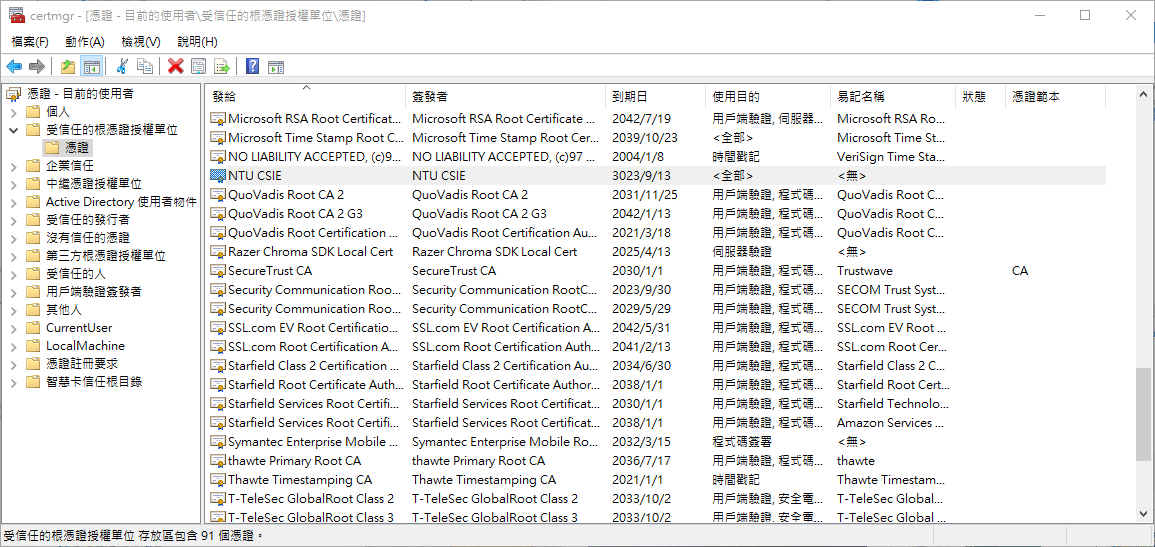 certmgr - [憑證 - 目前的使用者\受信任的根憑證授權單位\憑證]
檔案(F) 動作(A) 檢視(V) 說明(H)
憑證 - 目前的使用者
個人
受信任的根憑證授權單位
憑證
企業信任
中繼憑證授權單位
Active Directory 使用者物件
受信任的發行者
沒有信任的憑證
第三方根憑證授權單位
受信任的人
用戶端驗證簽發者
其他人
CurrentUser
LocalMachine
憑證註冊要求
智慧卡信任根目錄
發給 簽發者 到期日 使用目的 易記名稱 狀態 憑證範本
Microsoft RSA Root Certificat... Microsoft RSA Root Certificate ... 2042/7/19 用戶端驗證, 伺服器... Microsoft RSA Ro...
Microsoft Time Stamp Root C... Microsoft Time Stamp Root Cer... 2039/10/23 <全部> Microsoft Time St...
NO LIABILITY ACCEPTED, (c)9... NO LIABILITY ACCEPTED, (c)97 ... 2004/1/8 時間戳記 VeriSign Time Sta...
NTU CSIE NTU CSIE 3023/9/13 <全部> <無>
QuoVadis Root CA 2 QuoVadis Root CA 2 2031/11/25 用戶端驗證, 程式碼... QuoVadis Root C...
QuoVadis Root CA 2 G3 QuoVadis Root CA 2 G3 2042/1/13 用戶端驗證, 程式碼... QuoVadis Root C...
QuoVadis Root Certification ... QuoVadis Root Certification Au... 2021/3/18 用戶端驗證, 程式碼... QuoVadis Root C...
Razer Chroma SDK Local Cert Razer Chroma SDK Local Cert 2025/4/13 伺服器驗證 <無>
SecureTrust CA SecureTrust CA 2030/1/1 用戶端驗證, 程式碼... Trustwave CA
Security Communication Roo... Security Communication RootC... 2023/9/30 用戶端驗證, 程式碼... SECOM Trust Syst...
Security Communication Roo... Security Communication RootC... 2029/5/29 用戶端驗證, 程式碼... SECOM Trust Syst...
SSL.com EV Root Certificatio... SSL.com EV Root Certification A... 2042/5/31 用戶端驗證, 程式碼... SSL.com EV Root...
SSL.com Root Certification A... SSL.com Root Certification Aut... 2041/2/13 用戶端驗證, 程式碼... SSL.com Root Cer...
Starfield Class 2 Certification ... Starfield Class 2 Certification Au... 2034/6/30 用戶端驗證, 程式碼... Starfield Class 2 C...
Starfield Root Certificate Auth... Starfield Root Certificate Author... 2038/1/1 用戶端驗證, 程式碼... Starfield Root Cert...
Starfield Services Root Certifi... Starfield Services Root Certificat... 2030/1/1 用戶端驗證, 程式碼... Starfield Technolo...
Starfield Services Root Certifi... Starfield Services Root Certificat... 2038/1/1 用戶端驗證, 程式碼... Amazon Services ...
Symantec Enterprise Mobile ... Symantec Enterprise Mobile Ro... 2032/3/15 程式碼簽署 <無>
thawte Primary Root CA thawte Primary Root CA 2036/7/17 用戶端驗證, 程式碼... thawte
Thawte Timestamping CA Thawte Timestamping CA 2021/1/1 時間戳記 Thawte Timestam...
T-TeleSec GlobalRoot Class 2 T-TeleSec GlobalRoot Class 2 2033/10/2 用戶端驗證, 安全電... T-TeleSec Global...
T-TeleSec GlobalRoot Class 3 T-TeleSec GlobalRoot Class 3 2033/10/2 用戶端驗證, 安全電... T-TeleSec Global...
受信任的根憑證授權單位 存放區包含 91 個憑證。